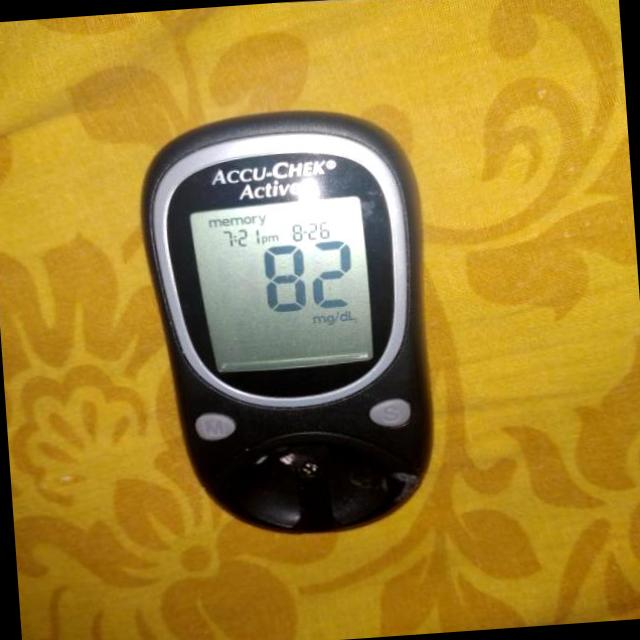 ACCU-CHEK®
Active
memory
7:21pm 8-26
82
mg/dL
M S